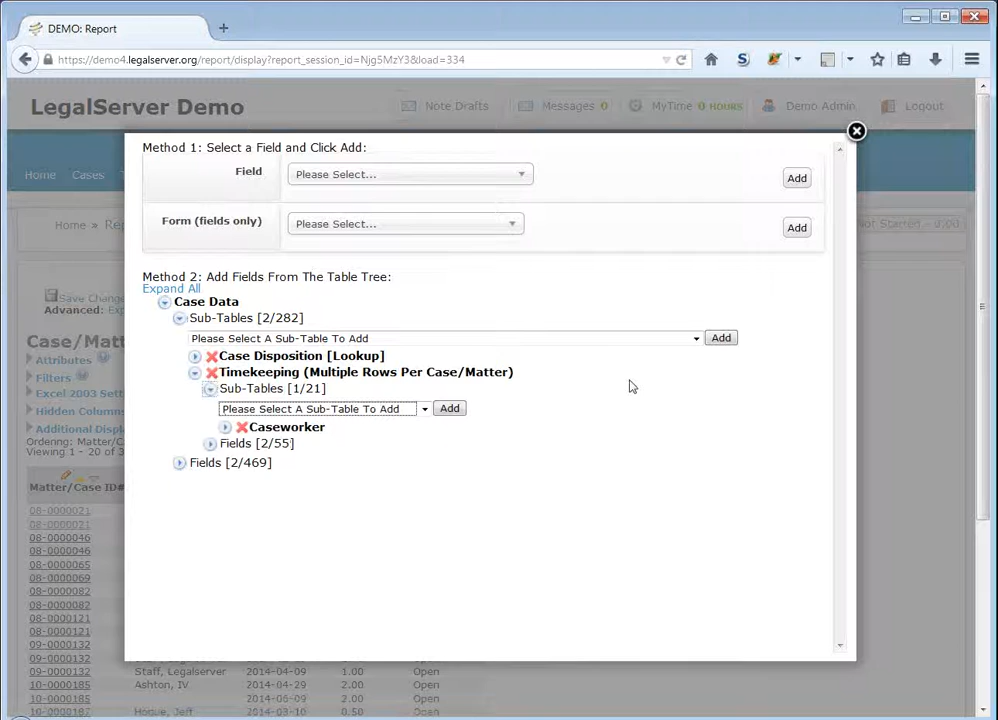 DEMO: Report
https://demo4.legalserver.org/report/display?report_session_id=Njg5MzY3&load=334
LegalServer Demo
Note Drafts
Messages 0
MyTime 0 HOURS
Demo Admin
Logout
Home
Cases
Home »
Not Started - 0:00
Method 1: Select a Field and Click Add:
Field
Please Select...
Add
Form (fields only)
Please Select...
Add
Method 2: Add Fields From The Table Tree:
Expand All
Case Data
Sub-Tables [2/282]
Please Select A Sub-Table To Add
Add
Case Disposition [Lookup]
Timekeeping (Multiple Rows Per Case/Matter)
Sub-Tables [1/21]
Please Select A Sub-Table To Add
Add
Caseworker
Fields [2/55]
Fields [2/469]
Save Change
Advanced: Exp
Case/Matt
Attributes
Filters
Excel 2003 Sett
Hidden Column
Additional Displ
Ordering: Matter/C
Viewing 1 - 20 of 3
Matter/Case ID#
08-0000021
08-0000021
08-0000046
08-0000046
08-0000065
08-0000069
08-0000082
08-0000082
08-0000121
08-0000121
09-0000132
09-0000132
09-0000132 Staff, Legalserver 2014-04-09 1.00 Open
10-0000185 Ashton, IV 2014-04-29 2.00 Open
10-0000185 2014-06-09 2.00 Open
10-0000187 Hogue, Jeff 2014-03-10 0.50 Open